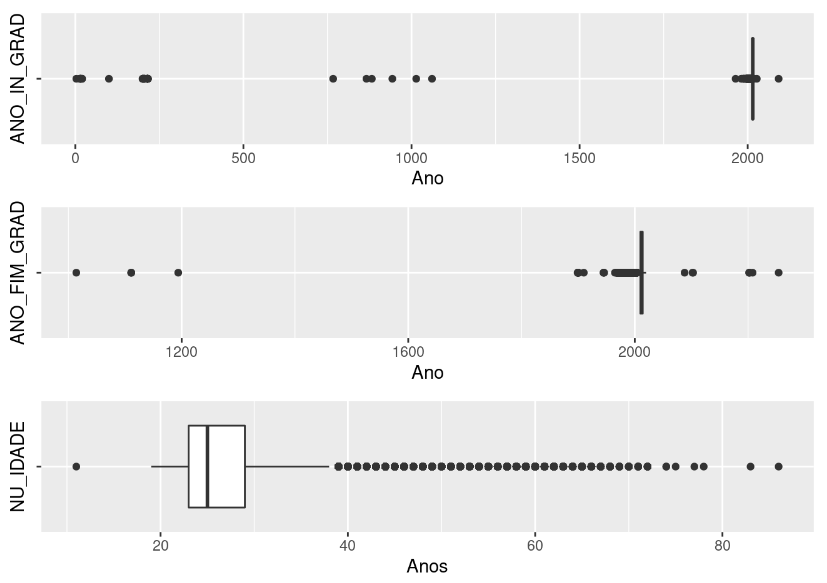 ANO_IN_GRAD
0 500 1000 1500 2000
Ano
ANO_FIM_GRAD
1200 1600 2000
Ano
NU_IDADE
20 40 60 80
Anos